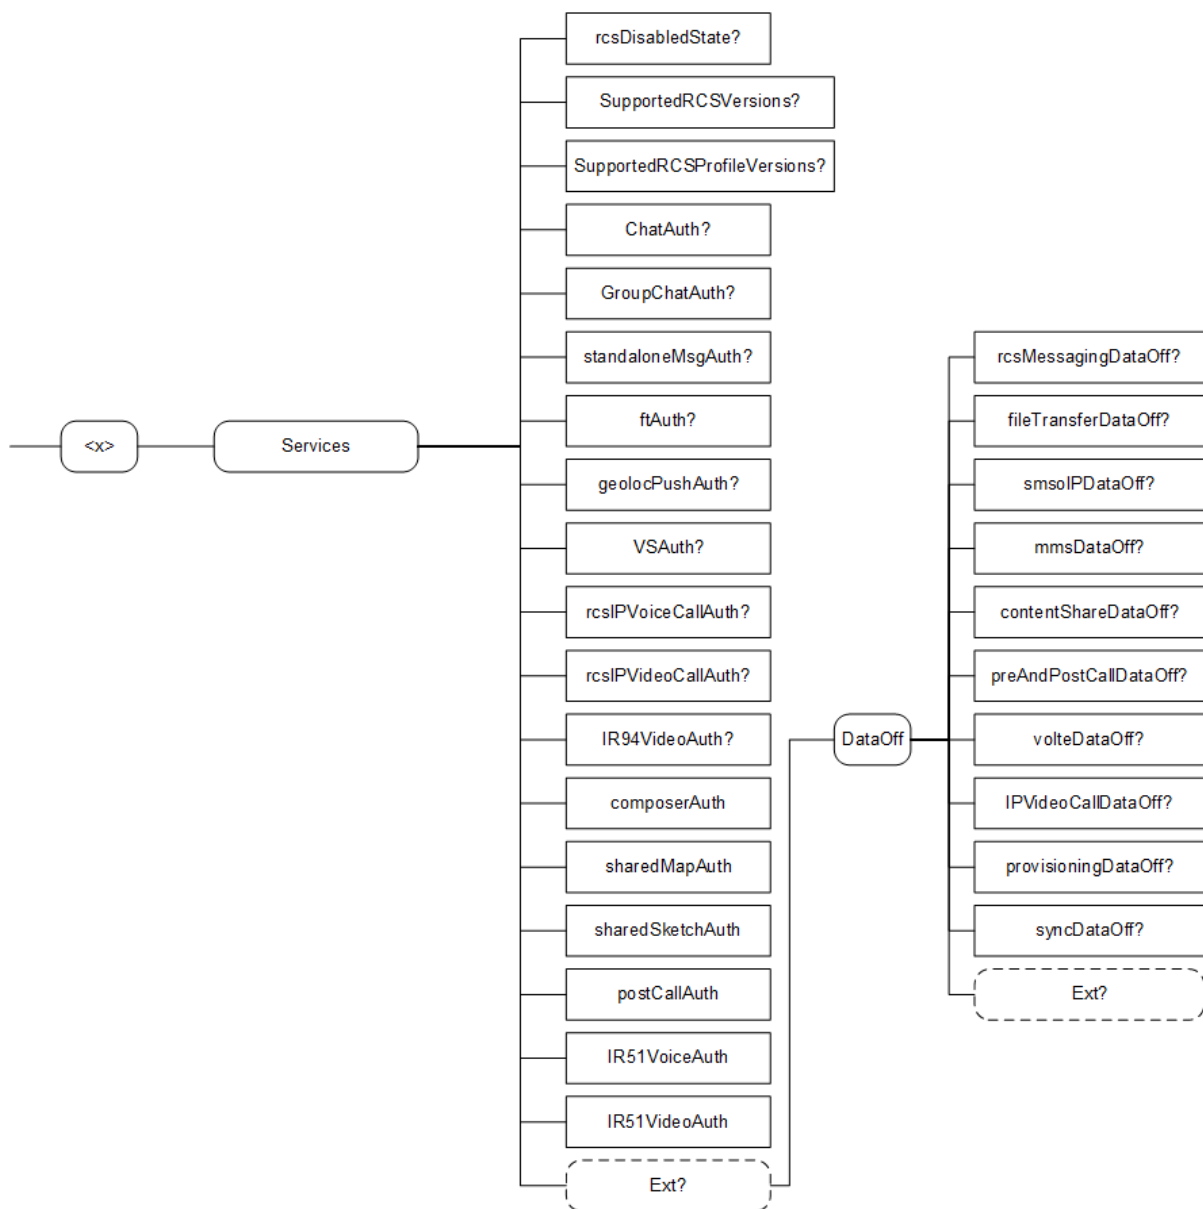 <x>
Services
rcsDisabledState?
SupportedRCSVersions?
SupportedRCSProfileVersions?
ChatAuth?
GroupChatAuth?
standaloneMsgAuth?
ftAuth?
geolocPushAuth?
VSAuth?
rcsIPVoiceCallAuth?
rcsIPVideoCallAuth?
IR94VideoAuth?
composerAuth
sharedMapAuth
sharedSketchAuth
postCallAuth
IR51VoiceAuth
IR51VideoAuth
Ext?
DataOff
rcsMessagingDataOff?
fileTransferDataOff?
smsoIPDataOff?
mmsDataOff?
contentShareDataOff?
preAndPostCallDataOff?
volteDataOff?
IPVideoCallDataOff?
provisioningDataOff?
syncDataOff?
Ext?